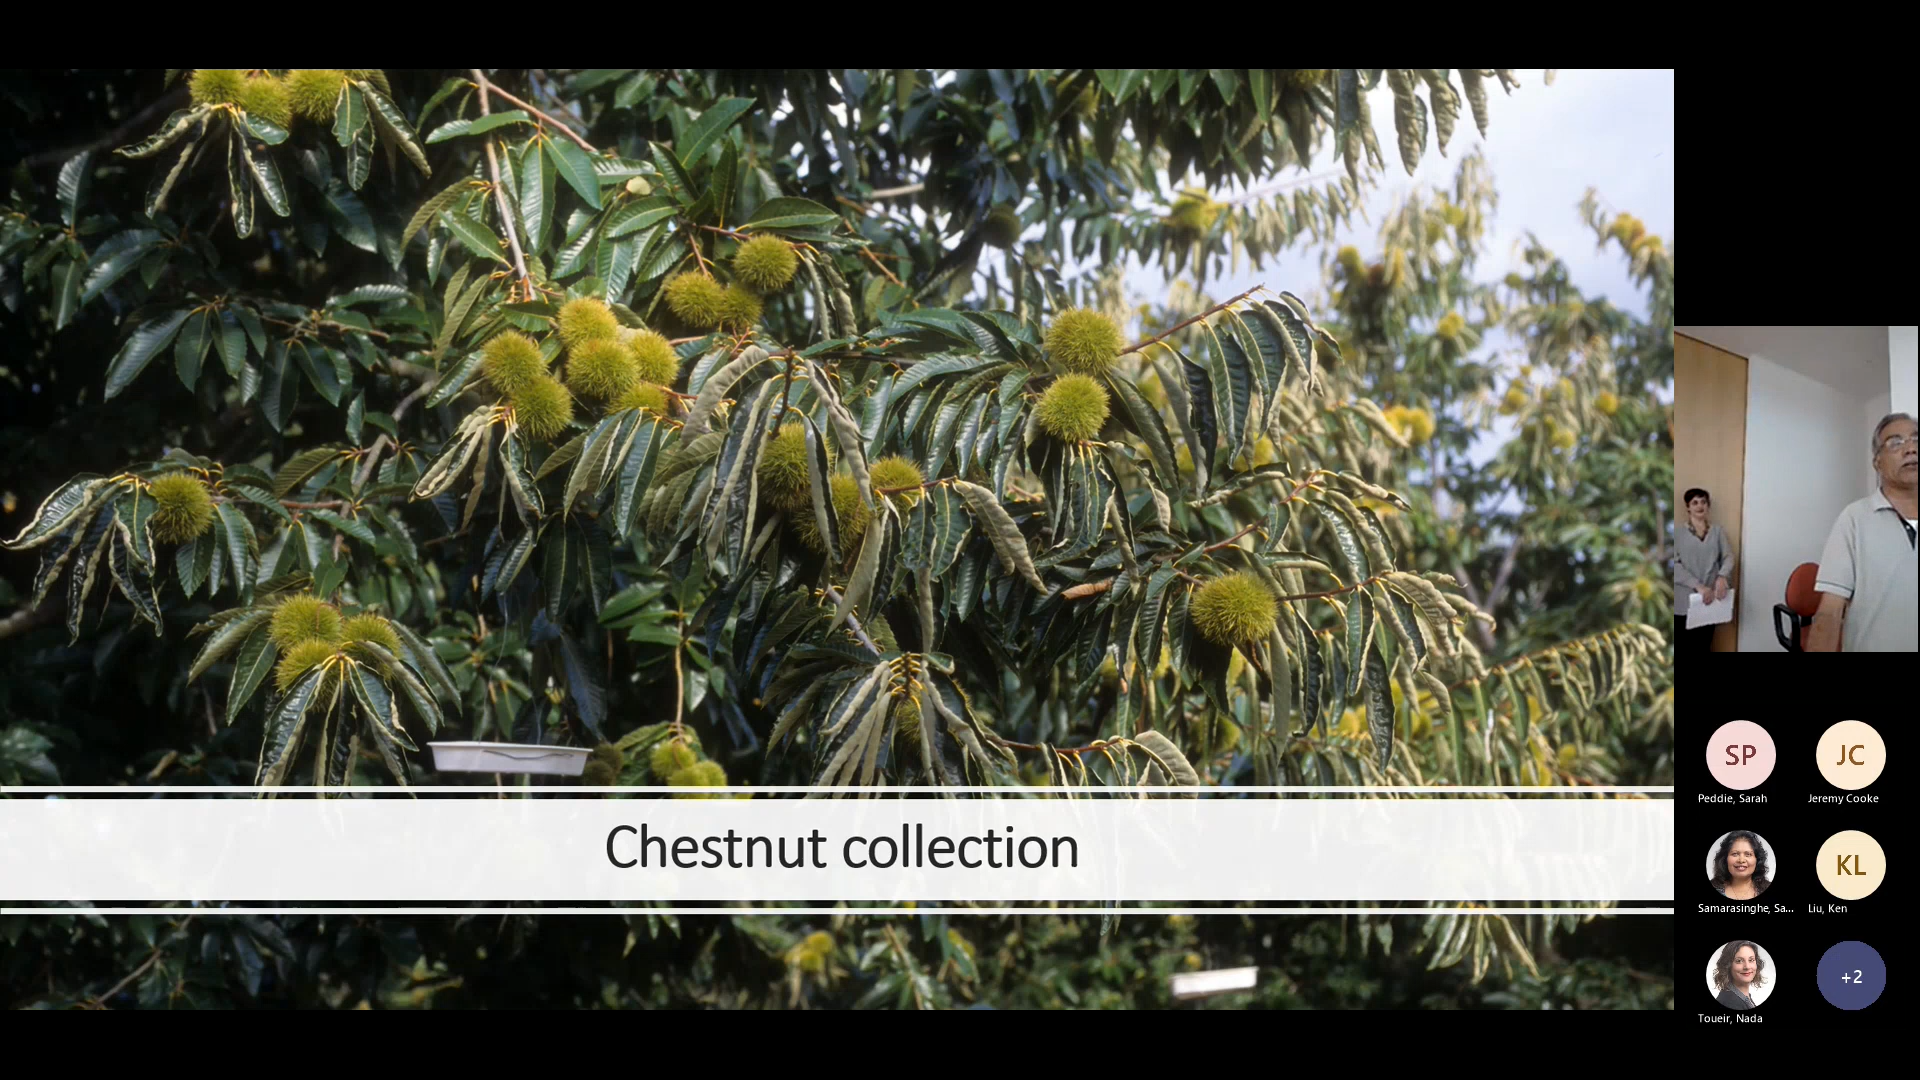 Chestnut collection
SP
JC
Peddie, Sarah
Jeremy Cooke
KL
Samarasinghe, Sa...
Liu, Ken
+2
Toueir, Nada